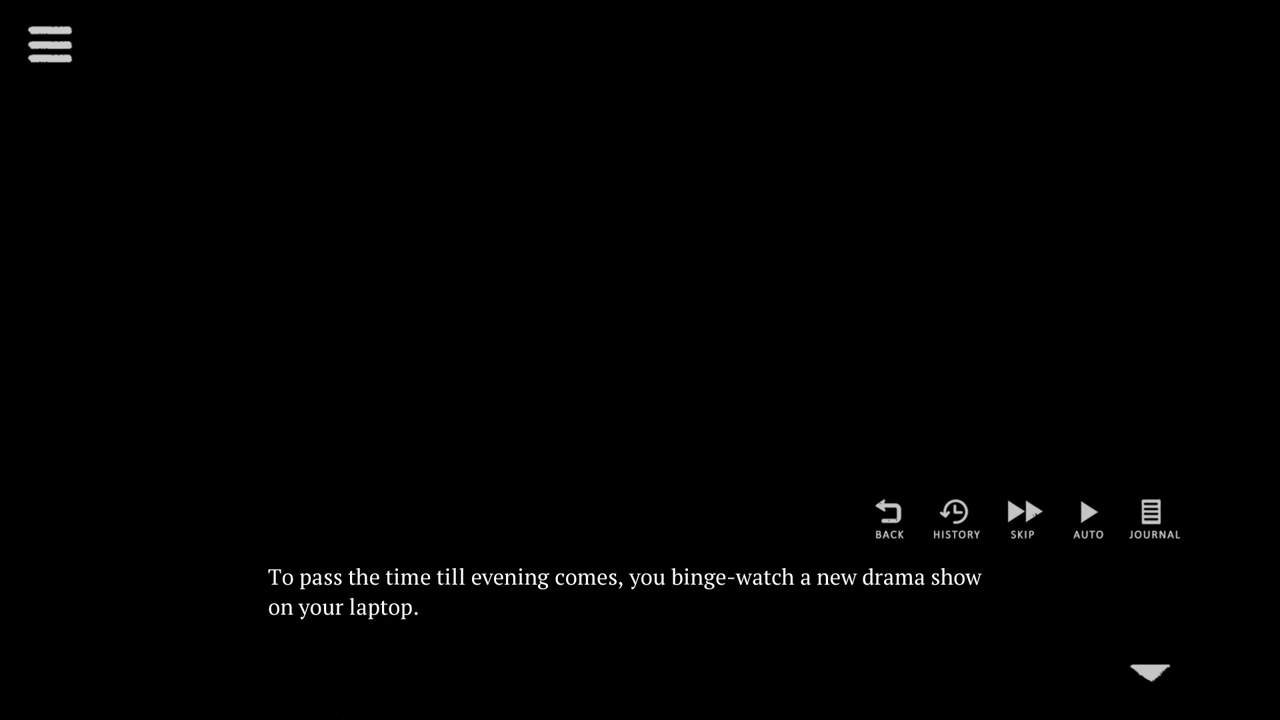 BACK HISTORY SKIP AUTO JOURNAL
To pass the time till evening comes, you binge-watch a new drama show
on your laptop.